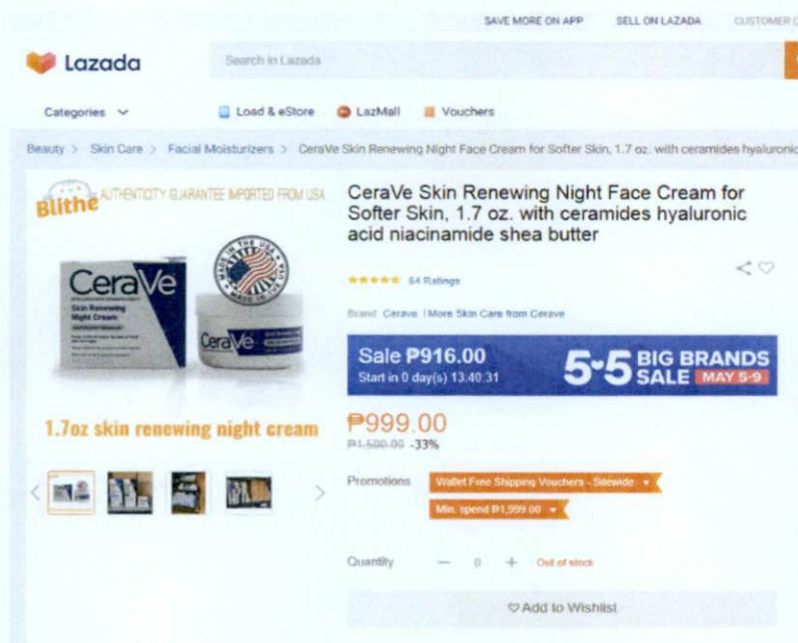 SAVE MORE ON APP SELL ON LAZADA CUSTOMER C
Lazada
Search in Lazada
Categories Load & eStore LazMall Vouchers
Beauty > Skin Care > Facial Moisturizers > CeraVe Skin Renewing Night Face Cream for Softer Skin, 1.7 oz. with ceramides hyaluronic
Blithe AUTHENTICITY GUARANTEE IMPORTED FROM USA
MADE IN THE USA
MADE IN THE USA
CeraVe
Skin Renewing
Night Cream
CeraVe
1.7oz skin renewing night cream
CeraVe Skin Renewing Night Face Cream for
Softer Skin, 1.7 oz. with ceramides hyaluronic
acid niacinamide shea butter
64 Ratings
Brand: Cerave | More Skin Care from Cerave
Sale ₱916.00
Start in 0 day(s) 13:40:31
5•5 BIG BRANDS
SALE MAY 5-9
₱999.00
₱1,500.00 -33%
Promotions Wallet Free Shipping Vouchers - Sitewide
Min. spend ₱1,999.00
Quantity — 0 + Out of stock
Add to Wishlist